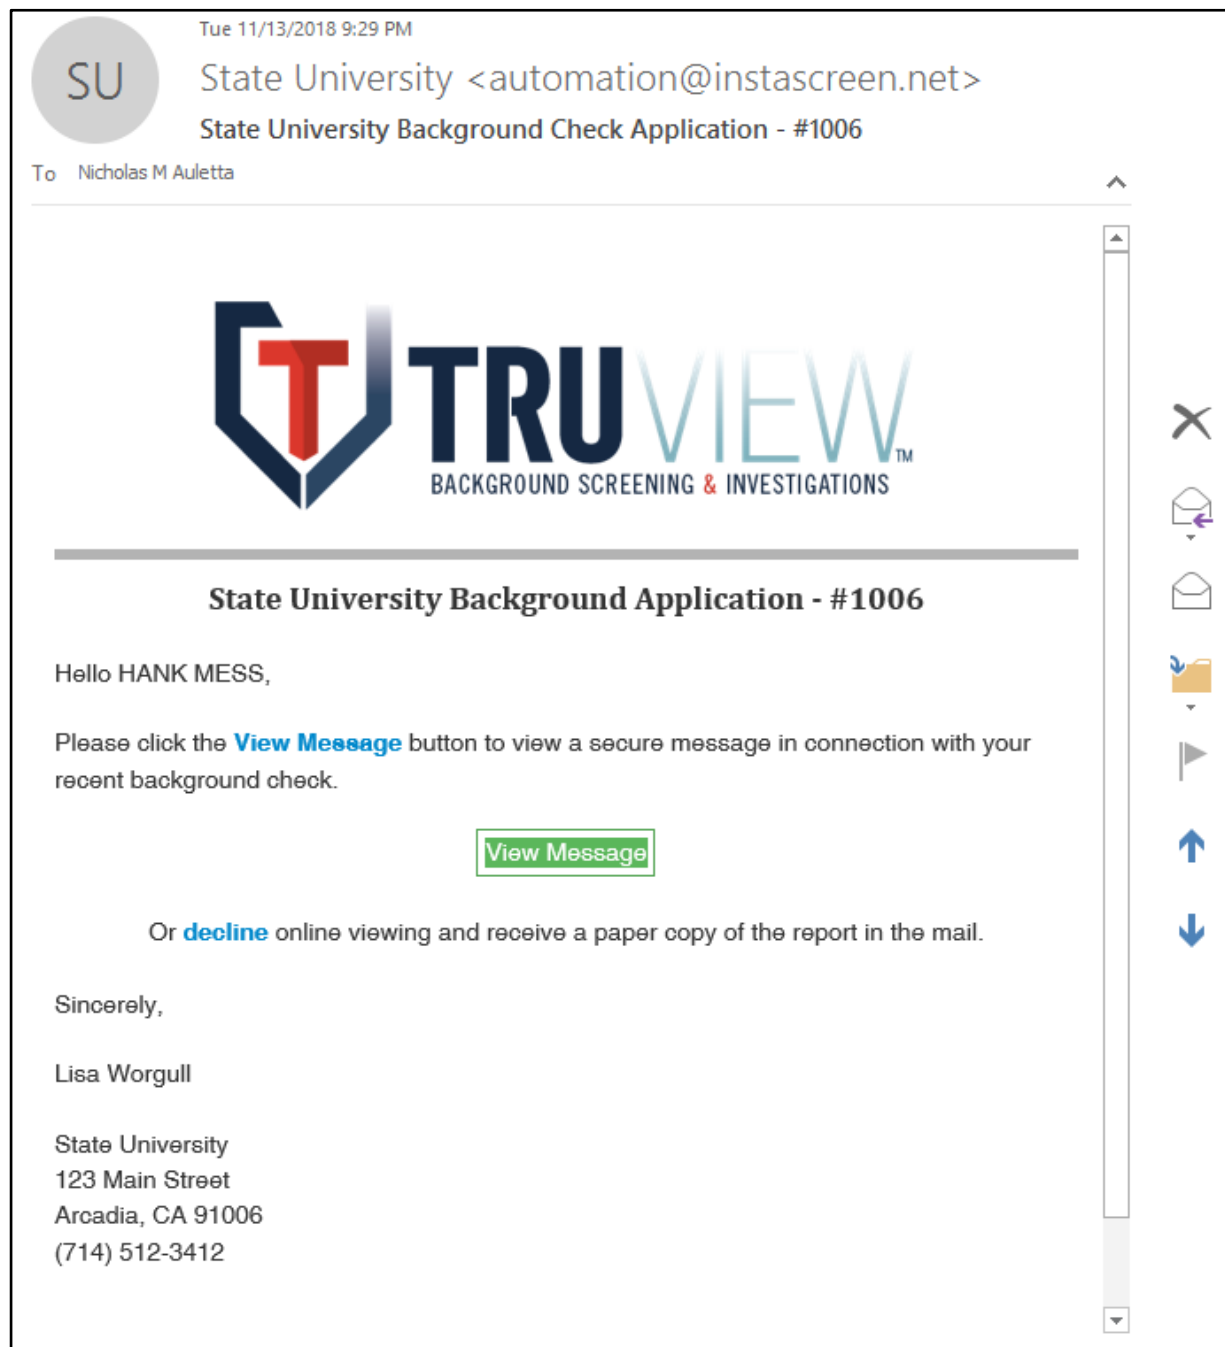 Tue 11/13/2018 9:29 PM
SU
State University <automation@instascreen.net>
State University Background Check Application - #1006
To Nicholas M Auletta
T
TRUVIEW™
BACKGROUND SCREENING & INVESTIGATIONS
State University Background Application - #1006
Hello HANK MESS,
Please click the View Message button to view a secure message in connection with your
recent background check.
View Message
Or decline online viewing and receive a paper copy of the report in the mail.
Sincerely,
Lisa Worgull
State University
123 Main Street
Arcadia, CA 91006
(714) 512-3412